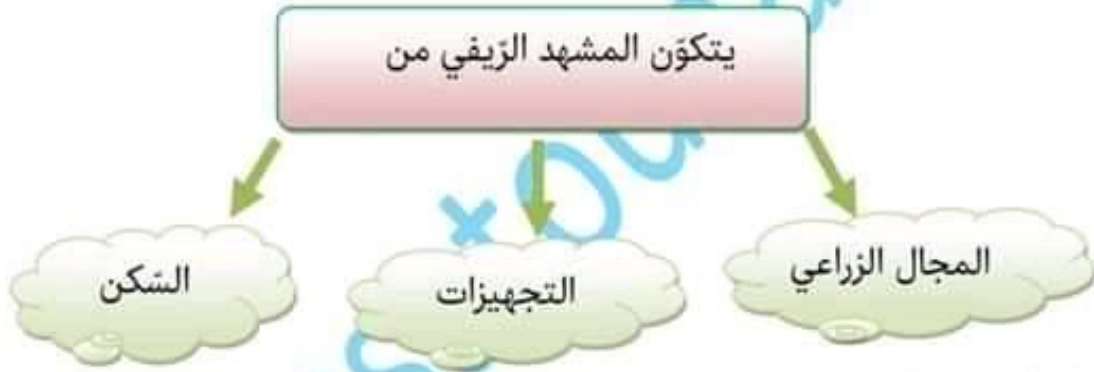 يتكوّن المشهد الرّيفي من
المجال الزراعي
التجهيزات
السّكن